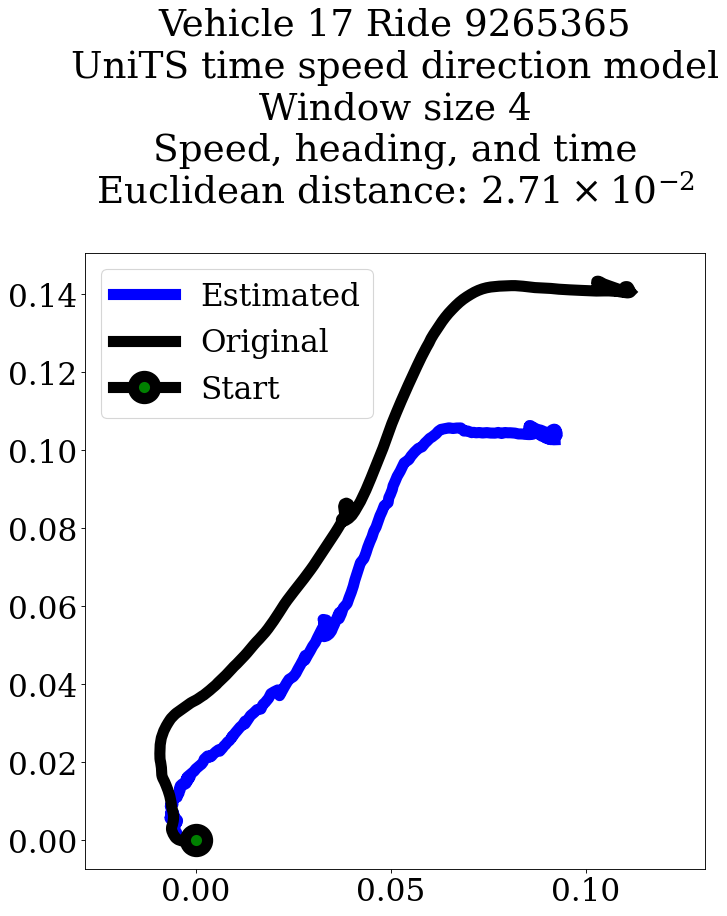 Vehicle 17 Ride 9265365
UniTS time speed direction model
Window size 4
Speed, heading, and time
Euclidean distance: 2.71 × 10⁻²
Estimated
Original
Start
0.14
0.12
0.10
0.08
0.06
0.04
0.02
0.00
0.00 0.05 0.10